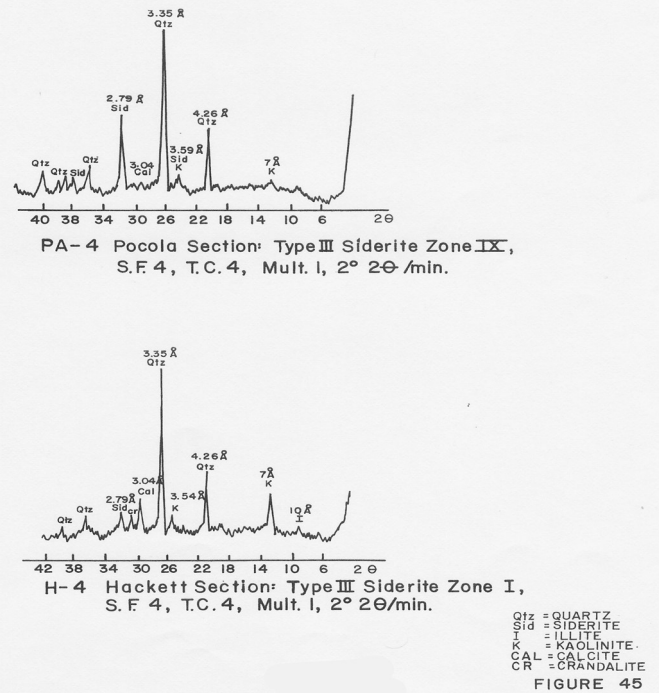 3.35 Å
Qtz
2.79 Å
Sid
4.26 Å
Qtz
3.59 Å
Sid
K
3.04
Cal
7Å
K
Qtz
Qtz
Sid
Qtz
40 38 34 30 26 22 18 14 10 6 2θ
PA-4 Pocola Section: Type III Siderite Zone IX,
S.F. 4, T.C. 4, Mult. 1, 2° 2θ/min.
3.35 Å
Qtz
4.26 Å
Qtz
3.04Å
Cal
2.79Å
Sid
cr
3.54Å
K
7Å
K
10Å
I
Qtz
Qtz
42 38 34 30 26 22 18 14 10 6 2θ
H-4 Hackett Section: Type III Siderite Zone I,
S.F. 4, T.C. 4, Mult. 1, 2° 2θ/min.
Qtz = QUARTZ
Sid = SIDERITE
I = ILLITE
K = KAOLINITE
CAL = CALCITE
CR = CRANDALITE
FIGURE 45